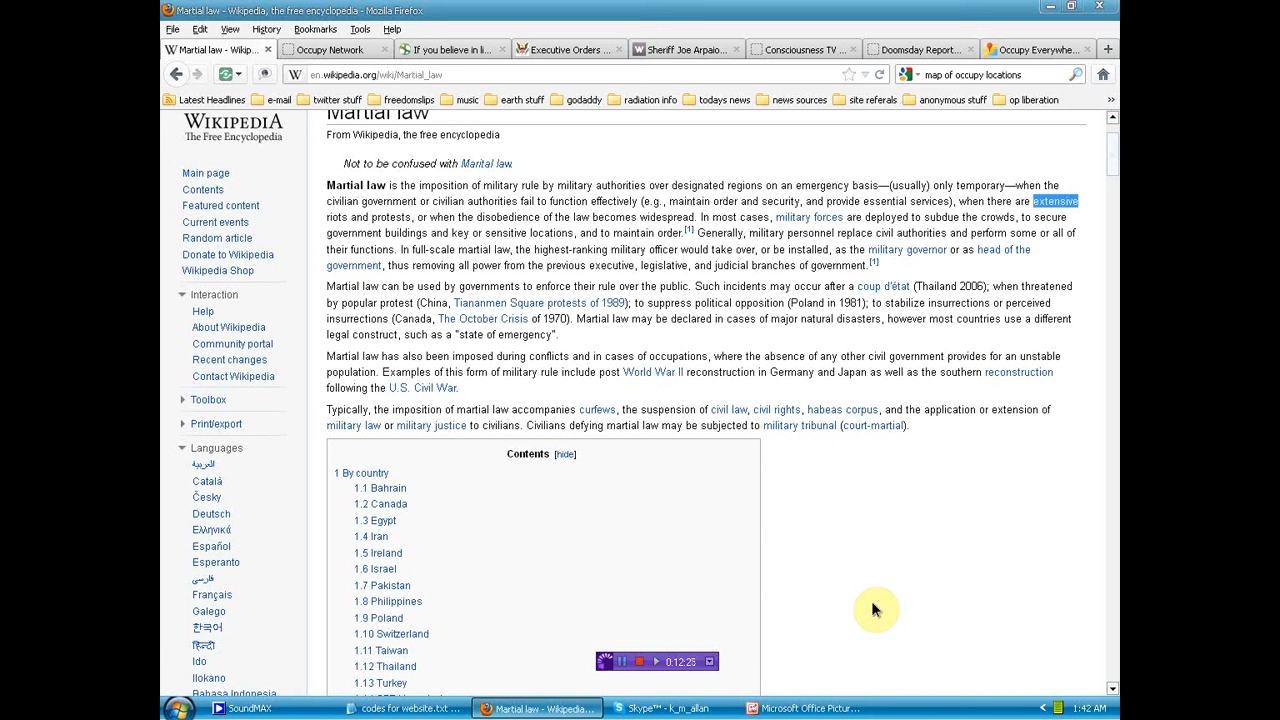 Martial law - Wikipedia, the free encyclopedia - Mozilla Firefox
File Edit View History Bookmarks Tools Help
Martial law - Wikip... Occupy Network If you believe in li... Executive Orders ... Sheriff Joe Arpaio... Consciousness TV ... Doomsday Report... Occupy Everywhe...
en.wikipedia.org/wiki/Martial_law map of occupy locations
Latest Headlines e-mail twitter stuff freedomslips music earth stuff godaddy radiation info todays news news sources site referals anonymous stuff op liberation
WIKIPEDIA
The Free Encyclopedia
Main page
Contents
Featured content
Current events
Random article
Donate to Wikipedia
Wikipedia Shop
Interaction
Help
About Wikipedia
Community portal
Recent changes
Contact Wikipedia
Toolbox
Print/export
Languages
العربية
Català
Česky
Deutsch
Ελληνικά
Español
Esperanto
فارسی
Français
Galego
한국어
हिन्दी
Ido
Ilokano
Bahasa Indonesia
Martial law
From Wikipedia, the free encyclopedia
Not to be confused with Marital law.
Martial law is the imposition of military rule by military authorities over designated regions on an emergency basis—(usually) only temporary—when the
civilian government or civilian authorities fail to function effectively (e.g., maintain order and security, and provide essential services), when there are extensive
riots and protests, or when the disobedience of the law becomes widespread. In most cases, military forces are deployed to subdue the crowds, to secure
government buildings and key or sensitive locations, and to maintain order.[1] Generally, military personnel replace civil authorities and perform some or all of
their functions. In full-scale martial law, the highest-ranking military officer would take over, or be installed, as the military governor or as head of the
government, thus removing all power from the previous executive, legislative, and judicial branches of government.[1]
Martial law can be used by governments to enforce their rule over the public. Such incidents may occur after a coup d'état (Thailand 2006); when threatened
by popular protest (China, Tiananmen Square protests of 1989); to suppress political opposition (Poland in 1981); to stabilize insurrections or perceived
insurrections (Canada, The October Crisis of 1970). Martial law may be declared in cases of major natural disasters, however most countries use a different
legal construct, such as a "state of emergency".
Martial law has also been imposed during conflicts and in cases of occupations, where the absence of any other civil government provides for an unstable
population. Examples of this form of military rule include post World War II reconstruction in Germany and Japan as well as the southern reconstruction
following the U.S. Civil War.
Typically, the imposition of martial law accompanies curfews, the suspension of civil law, civil rights, habeas corpus, and the application or extension of
military law or military justice to civilians. Civilians defying martial law may be subjected to military tribunal (court-martial).
Contents [hide]
1 By country
1.1 Bahrain
1.2 Canada
1.3 Egypt
1.4 Iran
1.5 Ireland
1.6 Israel
1.7 Pakistan
1.8 Philippines
1.9 Poland
1.10 Switzerland
1.11 Taiwan
1.12 Thailand
1.13 Turkey
0:12:25
SoundMAX codes for website.txt ... Martial law - Wikipedia... Skype™ - k_m_allan Microsoft Office Pictur... 1:42 AM